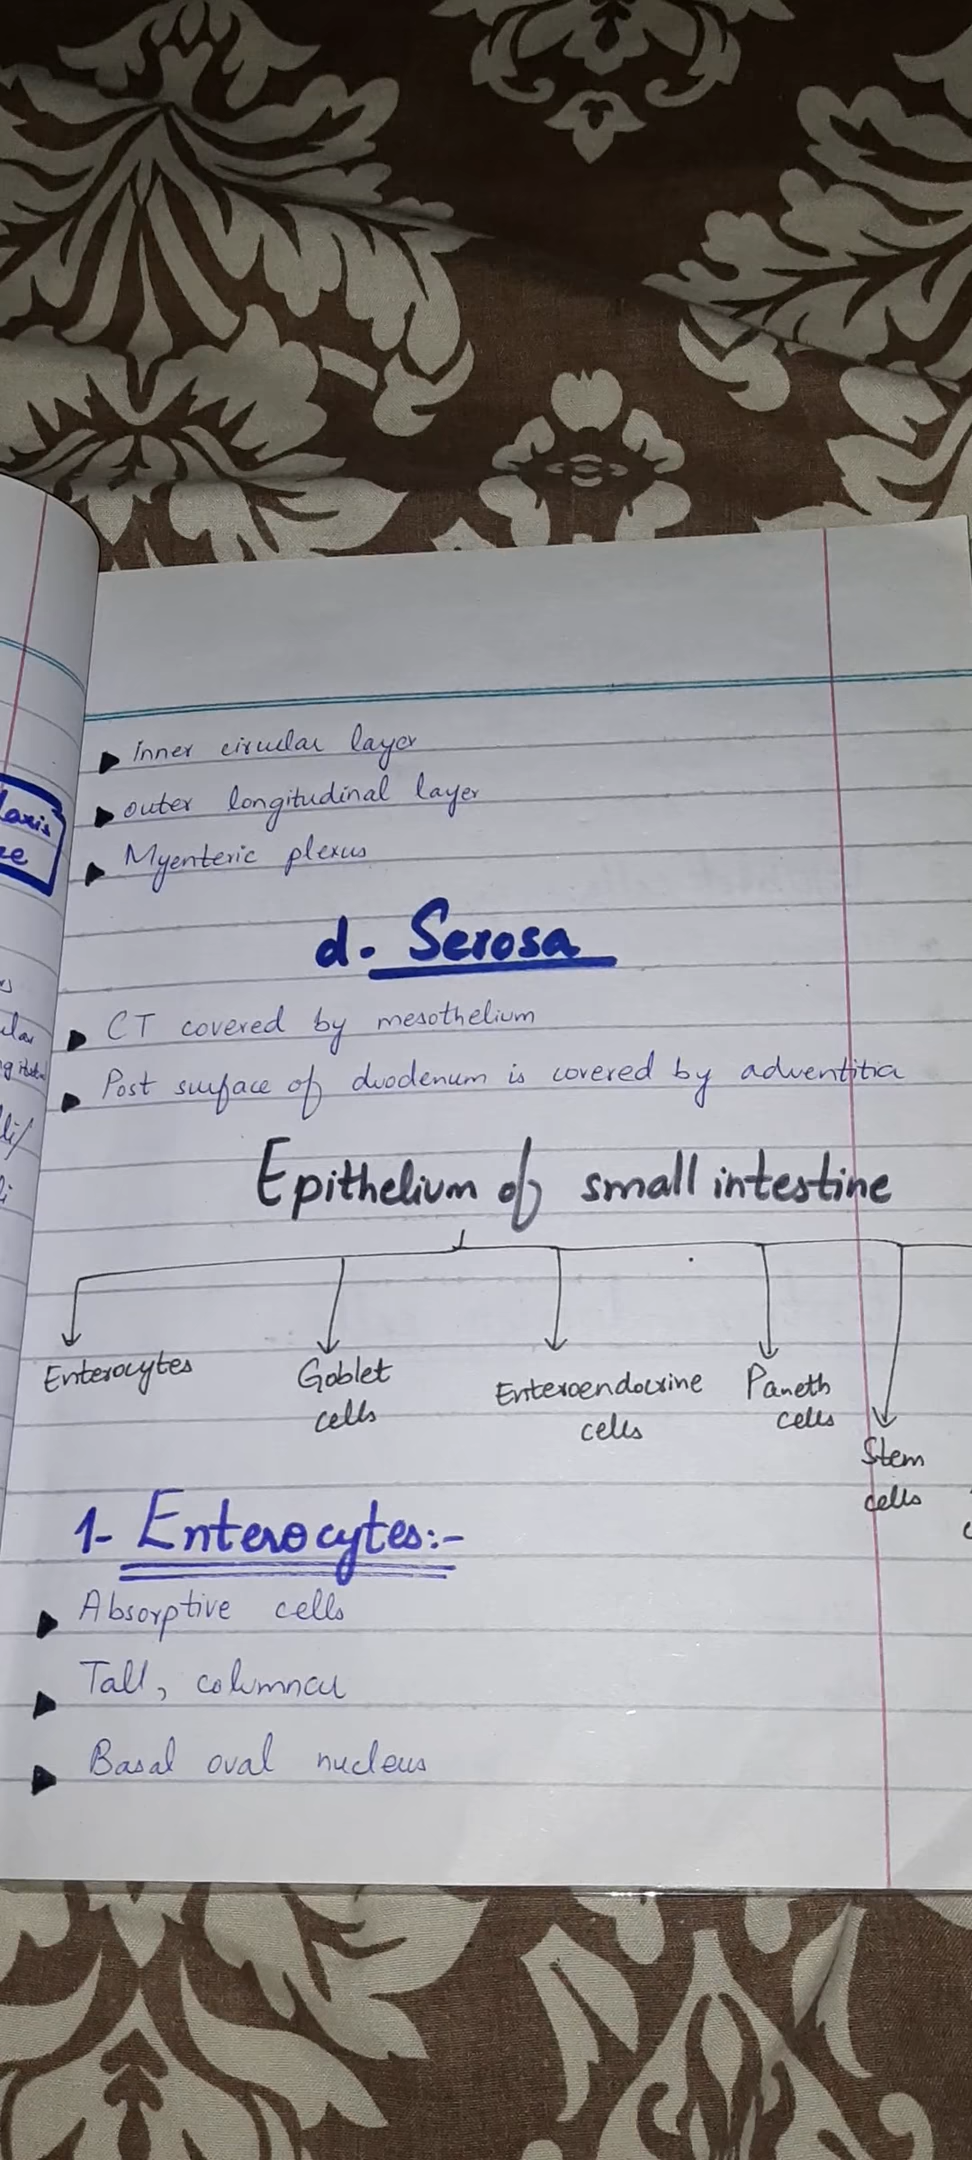 ▶ inner circular layer
▶ outer longitudinal layer
▶ Myenteric plexus
d. Serosa
▶ CT covered by mesothelium
▶ Post surface of duodenum is covered by adventitia
Epithelium of small intestine
Enterocytes
Goblet cells
Enteroendocrine cells
Paneth cells
Stem cells
1- Enterocytes:-
▶ Absorptive cells
▶ Tall, columnar
▶ Basal oval nucleus